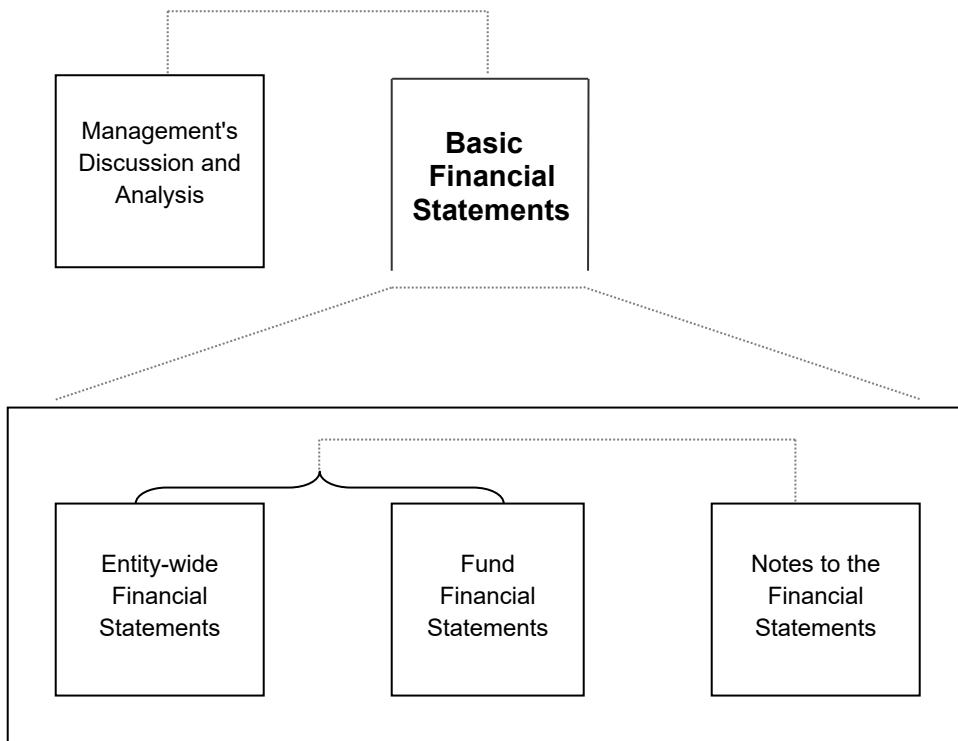 Management's
Discussion and
Analysis
Basic
Financial
Statements
Entity-wide
Financial
Statements
Fund
Financial
Statements
Notes to the
Financial
Statements